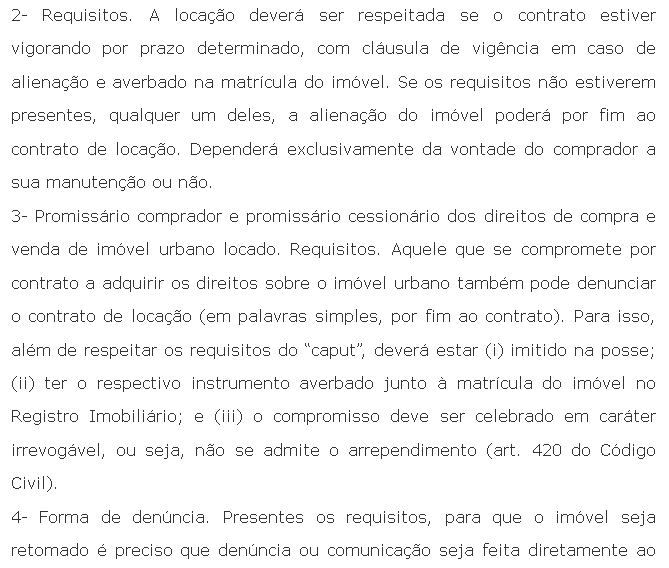 2- Requisitos. A locação deverá ser respeitada se o contrato estiver
vigorando por prazo determinado, com cláusula de vigência em caso de
alienação e averbado na matrícula do imóvel. Se os requisitos não estiverem
presentes, qualquer um deles, a alienação do imóvel poderá por fim ao
contrato de locação. Dependerá exclusivamente da vontade do comprador a
sua manutenção ou não.
3- Promissário comprador e promissário cessionário dos direitos de compra e
venda de imóvel urbano locado. Requisitos. Aquele que se compromete por
contrato a adquirir os direitos sobre o imóvel urbano também pode denunciar
o contrato de locação (em palavras simples, por fim ao contrato). Para isso,
além de respeitar os requisitos do “caput”, deverá estar (i) imitido na posse;
(ii) ter o respectivo instrumento averbado junto à matrícula do imóvel no
Registro Imobiliário; e (iii) o compromisso deve ser celebrado em caráter
irrevogável, ou seja, não se admite o arrependimento (art. 420 do Código
Civil).
4- Forma de denúncia. Presentes os requisitos, para que o imóvel seja
retomado é preciso que denúncia ou comunicação seja feita diretamente ao